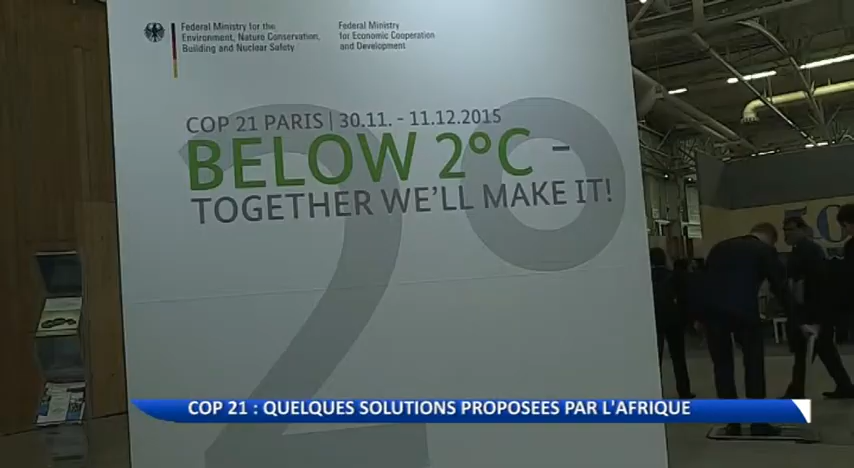 Federal Ministry for the
Environment, Nature Conservation,
Building and Nuclear Safety
Federal Ministry
for Economic Cooperation
and Development
COP 21 PARIS | 30.11. - 11.12.2015
BELOW 2°C -
TOGETHER WE'LL MAKE IT!
2°
COP 21 : QUELQUES SOLUTIONS PROPOSEES PAR L'AFRIQUE